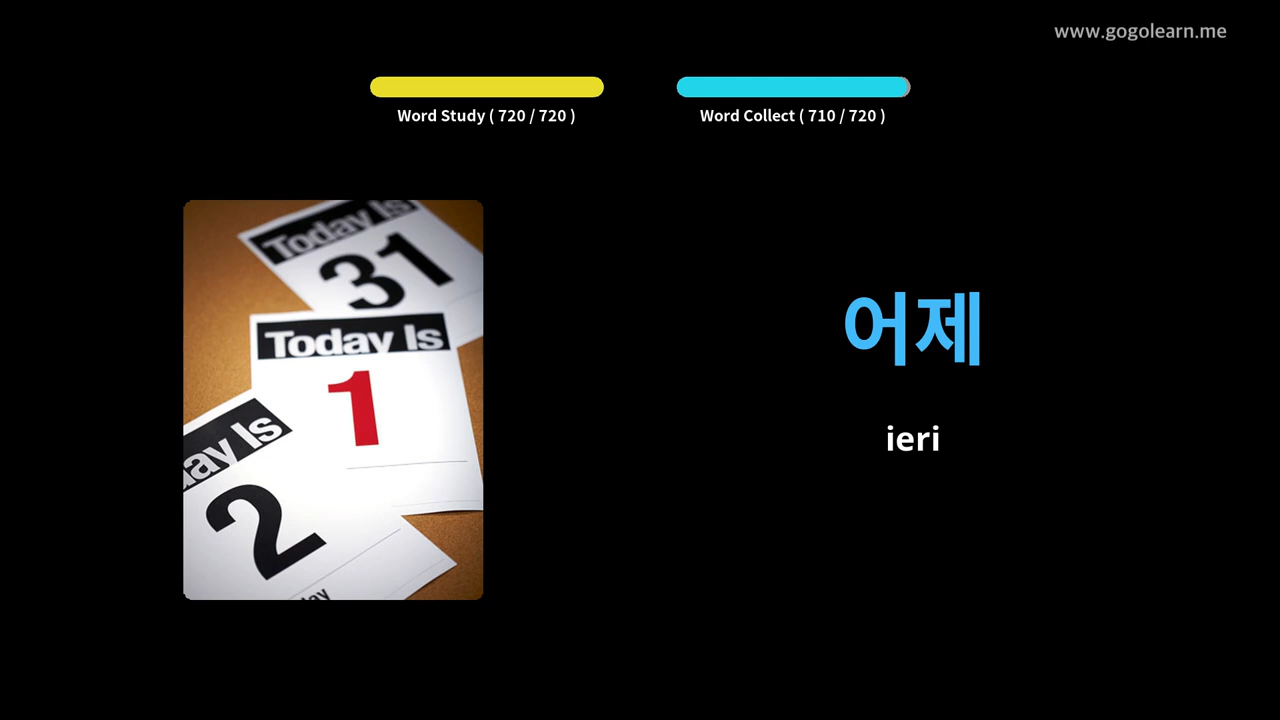 www.gogolearn.me
Word Study ( 720 / 720 )
Word Collect ( 710 / 720 )
Today Is
31
Today Is
1
ay Is
2
어제
ieri